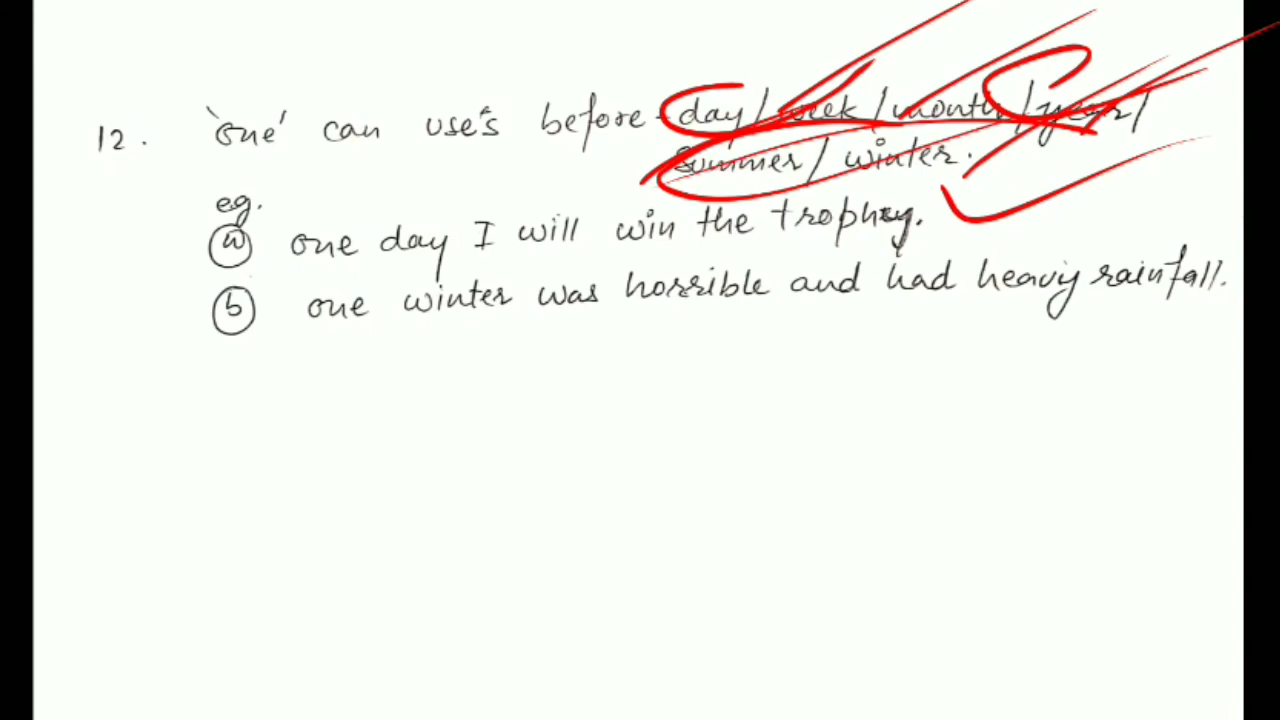 12. 'one' can use's before day/week/month/year/
summer/winter.
eg.
(a) one day I will win the trophy.
(b) one winter was horrible and had heavy rainfall.